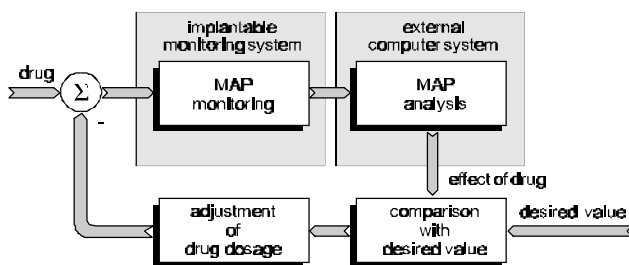 implantable
monitoring system
external
computer system
drug
Σ
-
MAP
monitoring
MAP
analysis
effect of drug
adjustment
of
drug dosage
comparison
with
desired value
desired value